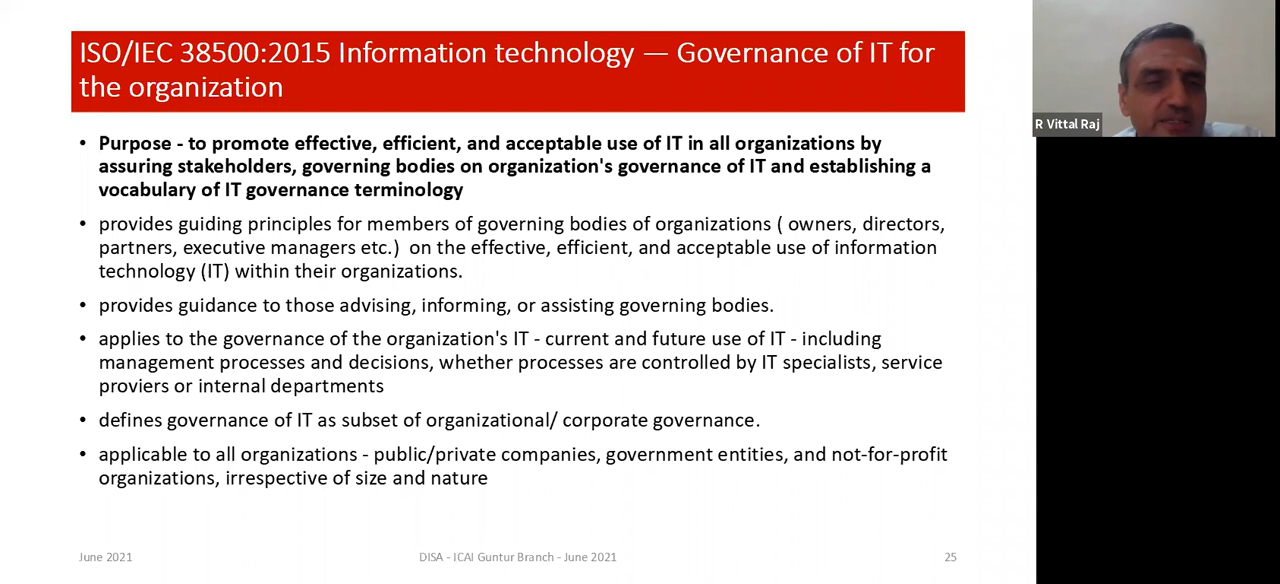 ISO/IEC 38500:2015 Information technology — Governance of IT for
the organization
R Vittal Raj
• Purpose - to promote effective, efficient, and acceptable use of IT in all organizations by
assuring stakeholders, governing bodies on organization's governance of IT and establishing a
vocabulary of IT governance terminology
• provides guiding principles for members of governing bodies of organizations ( owners, directors,
partners, executive managers etc.)  on the effective, efficient, and acceptable use of information
technology (IT) within their organizations.
• provides guidance to those advising, informing, or assisting governing bodies.
• applies to the governance of the organization's IT - current and future use of IT - including
management processes and decisions, whether processes are controlled by IT specialists, service
proviers or internal departments
• defines governance of IT as subset of organizational/ corporate governance.
• applicable to all organizations - public/private companies, government entities, and not-for-profit
organizations, irrespective of size and nature
June 2021
DISA - ICAI Guntur Branch - June 2021
25